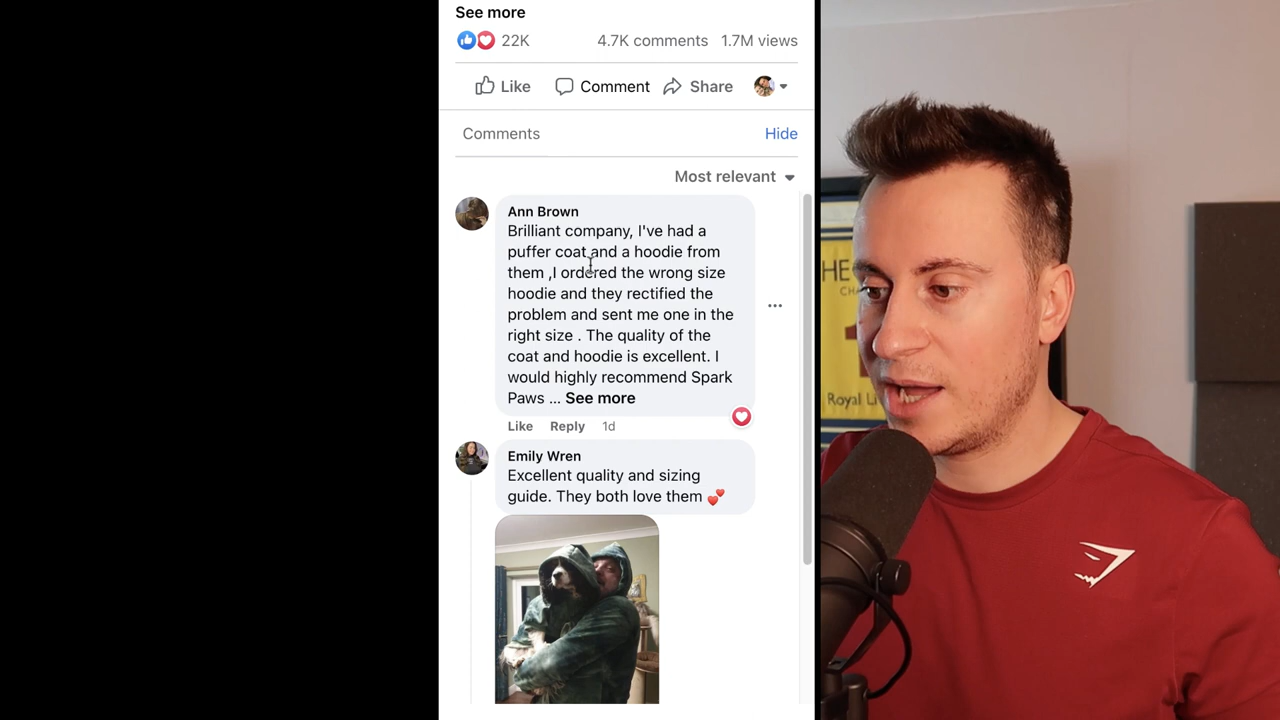 See more
22K 4.7K comments 1.7M views
Like Comment Share
Comments Hide
Most relevant
Ann Brown
Brilliant company, I've had a
puffer coat and a hoodie from
them ,I ordered the wrong size
hoodie and they rectified the
problem and sent me one in the
right size . The quality of the
coat and hoodie is excellent. I
would highly recommend Spark
Paws ... See more
Like Reply 1d
Emily Wren
Excellent quality and sizing
guide. They both love them 💕
HE
CHA
Royal Li